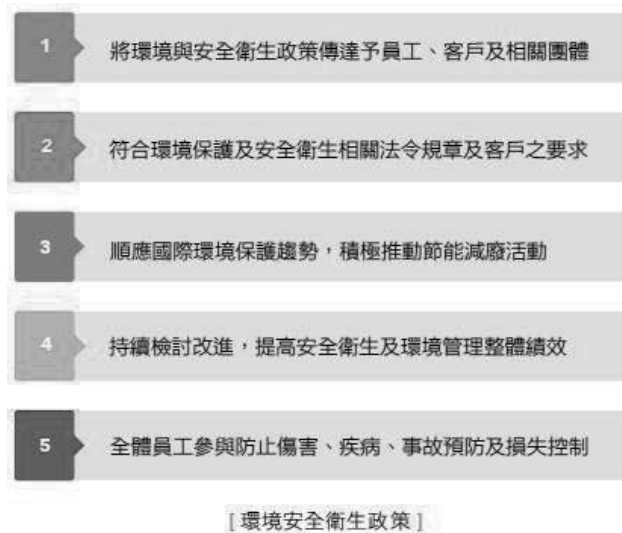 1 將環境與安全衛生政策傳達予員工、客戶及相關團體
2 符合環境保護及安全衛生相關法令規章及客戶之要求
3 順應國際環境保護趨勢，積極推動節能減廢活動
4 持續檢討改進，提高安全衛生及環境管理整體績效
5 全體員工參與防止傷害、疾病、事故預防及損失控制
[ 環境安全衛生政策 ]